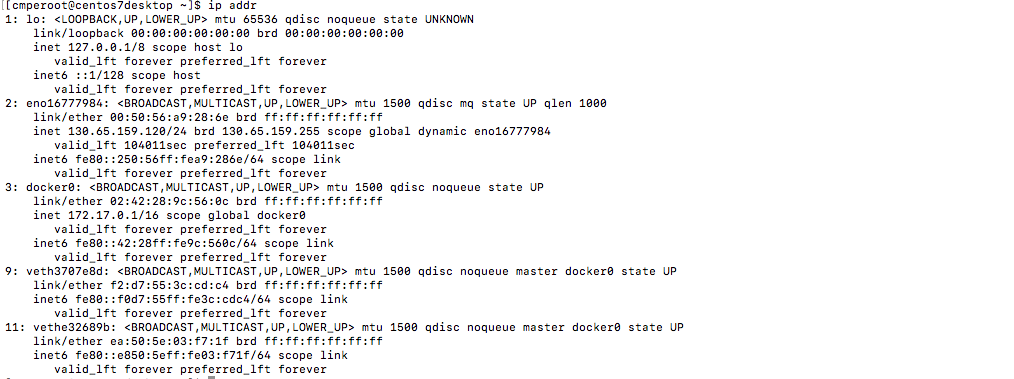 [[cmperoot@centos7desktop ~]$ ip addr
1: lo: <LOOPBACK,UP,LOWER_UP> mtu 65536 qdisc noqueue state UNKNOWN
link/loopback 00:00:00:00:00:00 brd 00:00:00:00:00:00
inet 127.0.0.1/8 scope host lo
valid_lft forever preferred_lft forever
inet6 ::1/128 scope host
valid_lft forever preferred_lft forever
2: eno16777984: <BROADCAST,MULTICAST,UP,LOWER_UP> mtu 1500 qdisc mq state UP qlen 1000
link/ether 00:50:56:a9:28:6e brd ff:ff:ff:ff:ff:ff
inet 130.65.159.120/24 brd 130.65.159.255 scope global dynamic eno16777984
valid_lft 104011sec preferred_lft 104011sec
inet6 fe80::250:56ff:fea9:286e/64 scope link
valid_lft forever preferred_lft forever
3: docker0: <BROADCAST,MULTICAST,UP,LOWER_UP> mtu 1500 qdisc noqueue state UP
link/ether 02:42:28:9c:56:0c brd ff:ff:ff:ff:ff:ff
inet 172.17.0.1/16 scope global docker0
valid_lft forever preferred_lft forever
inet6 fe80::42:28ff:fe9c:560c/64 scope link
valid_lft forever preferred_lft forever
9: veth3707e8d: <BROADCAST,MULTICAST,UP,LOWER_UP> mtu 1500 qdisc noqueue master docker0 state UP
link/ether f2:d7:55:3c:cd:c4 brd ff:ff:ff:ff:ff:ff
inet6 fe80::f0d7:55ff:fe3c:cdc4/64 scope link
valid_lft forever preferred_lft forever
11: vethe32689b: <BROADCAST,MULTICAST,UP,LOWER_UP> mtu 1500 qdisc noqueue master docker0 state UP
link/ether ea:50:5e:03:f7:1f brd ff:ff:ff:ff:ff:ff
inet6 fe80::e850:5eff:fe03:f71f/64 scope link
valid_lft forever preferred_lft forever